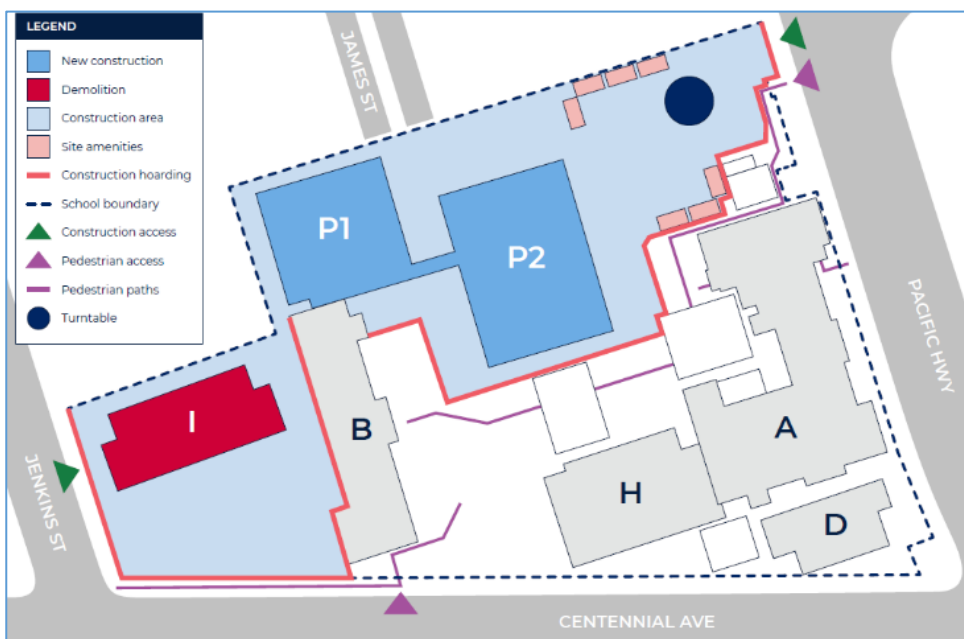 LEGEND
New construction
Demolition
Construction area
Site amenities
Construction hoarding
School boundary
Construction access
Pedestrian access
Pedestrian paths
Turntable
JAMES ST
P1
P2
PACIFIC HWY
I
B
A
H
D
JENKINS ST
CENTENNIAL AVE